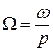 Ω = ω/p